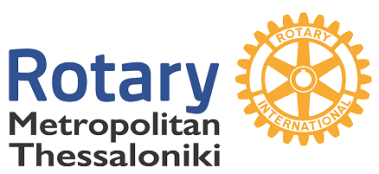 Rotary
Metropolitan
Thessaloniki
ROTARY
INTERNATIONAL